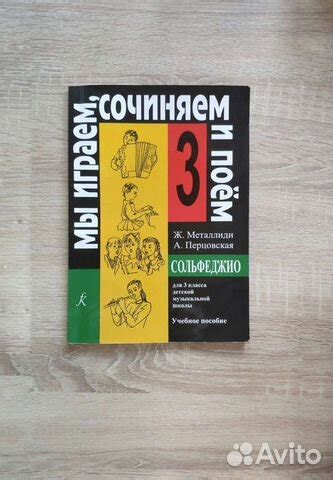 МЫ ИГРАЕМ, СОЧИНЯЕМ И ПОЁМ
3
Ж. Металлиди
А. Перцовская
СОЛЬФЕДЖИО
для 3 класса
детской
музыкальной
школы
Учебное пособие
Avito